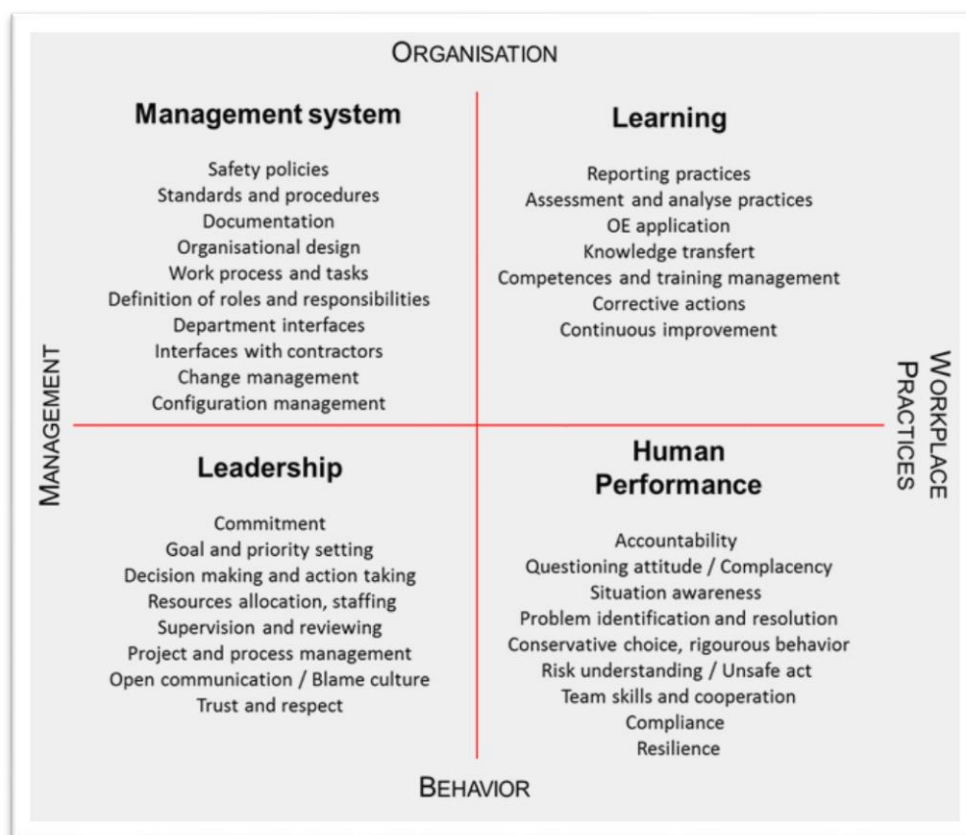 ORGANISATION
Management system
Safety policies
Standards and procedures
Documentation
Organisational design
Work process and tasks
Definition of roles and responsibilities
Department interfaces
Interfaces with contractors
Change management
Configuration management
Learning
Reporting practices
Assessment and analyse practices
OE application
Knowledge transfert
Competences and training management
Corrective actions
Continuous improvement
MANAGEMENT
WORKPLACE
PRACTICES
Leadership
Commitment
Goal and priority setting
Decision making and action taking
Resources allocation, staffing
Supervision and reviewing
Project and process management
Open communication / Blame culture
Trust and respect
Human
Performance
Accountability
Questioning attitude / Complacency
Situation awareness
Problem identification and resolution
Conservative choice, rigourous behavior
Risk understanding / Unsafe act
Team skills and cooperation
Compliance
Resilience
BEHAVIOR